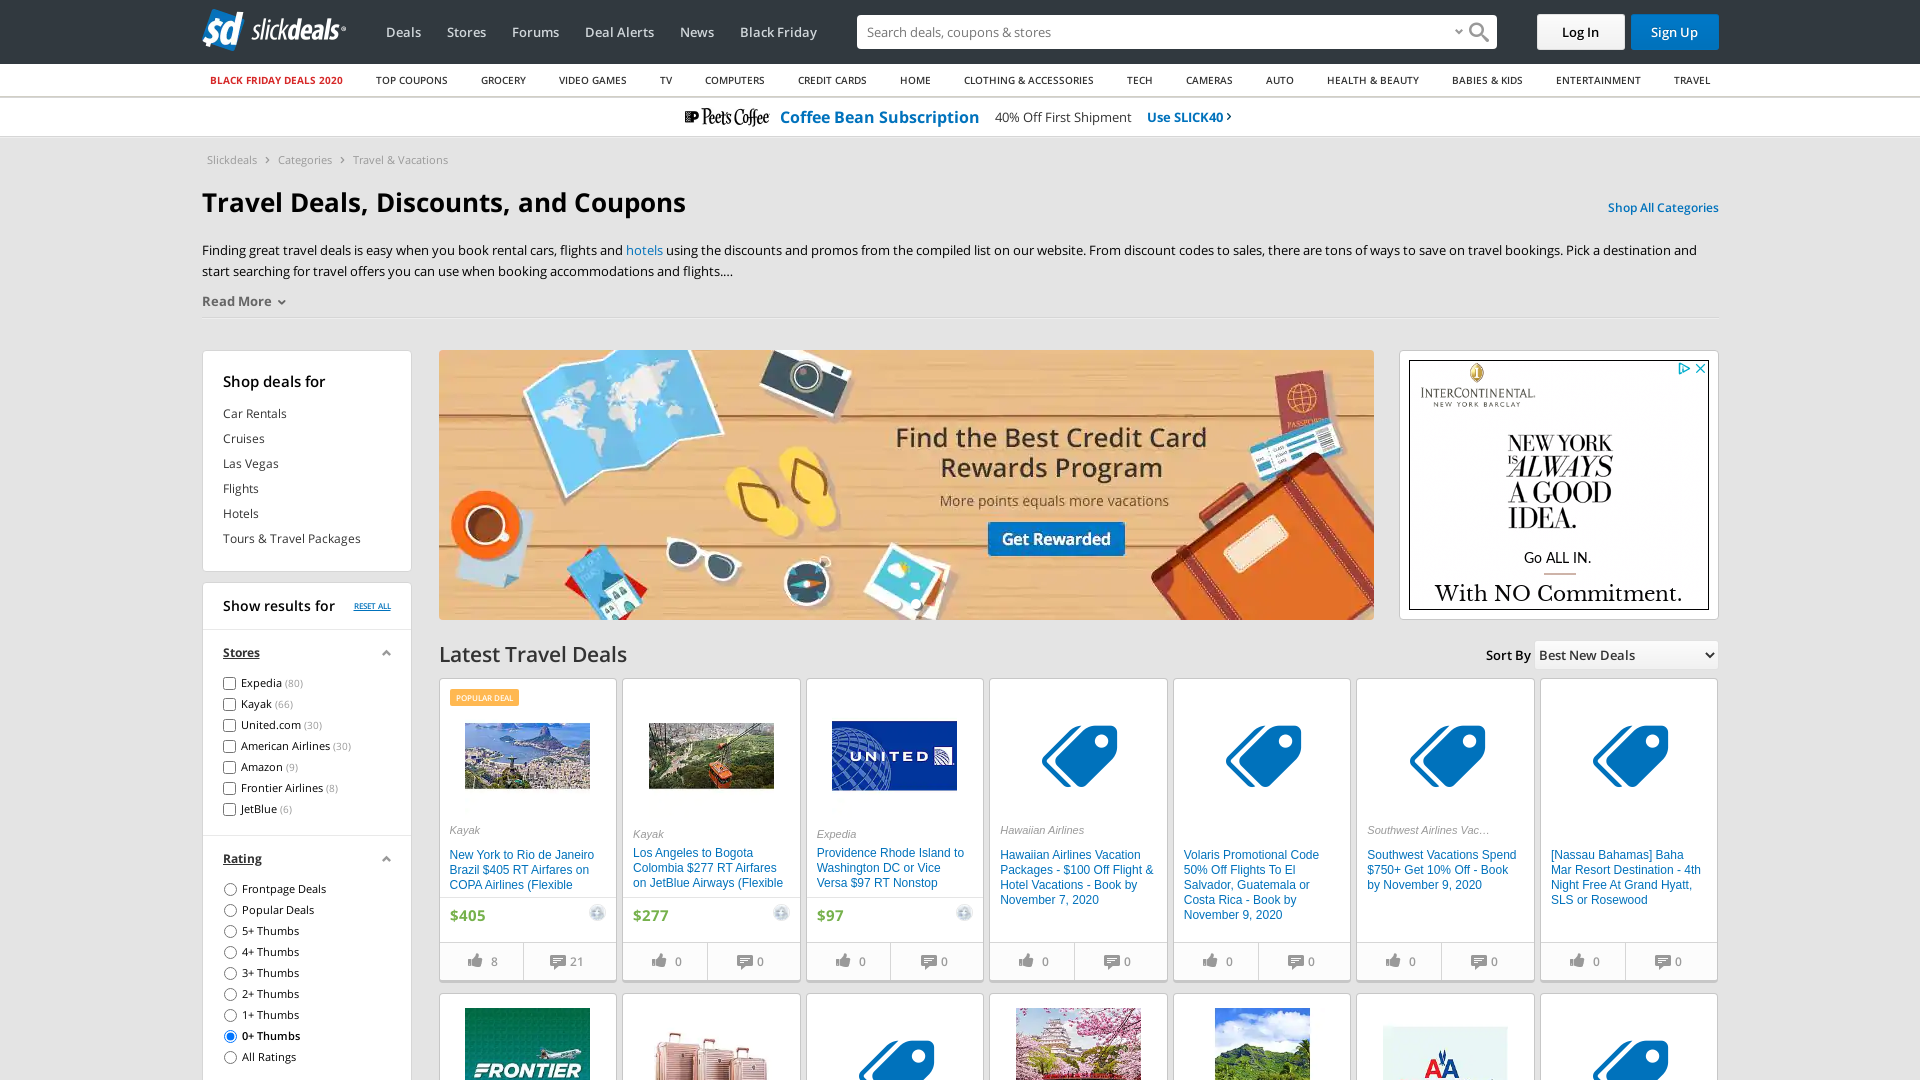 sd slickdeals
Deals
Stores
Forums
Deal Alerts
News
Black Friday
Search deals, coupons & stores
Log In
Sign Up
BLACK FRIDAY DEALS 2020
TOP COUPONS
GROCERY
VIDEO GAMES
TV
COMPUTERS
CREDIT CARDS
HOME
CLOTHING & ACCESSORIES
TECH
CAMERAS
AUTO
HEALTH & BEAUTY
BABIES & KIDS
ENTERTAINMENT
TRAVEL
Peet's Coffee Coffee Bean Subscription 40% Off First Shipment Use SLICK40
Slickdeals > Categories > Travel & Vacations
Travel Deals, Discounts, and Coupons
Shop All Categories
Finding great travel deals is easy when you book rental cars, flights and hotels using the discounts and promos from the compiled list on our website. From discount codes to sales, there are tons of ways to save on travel bookings. Pick a destination and
start searching for travel offers you can use when booking accommodations and flights....
Read More
Shop deals for
Car Rentals
Cruises
Las Vegas
Flights
Hotels
Tours & Travel Packages
Show results for RESET ALL
Stores
Expedia (80)
Kayak (66)
United.com (30)
American Airlines (30)
Amazon (9)
Frontier Airlines (8)
JetBlue (6)
Rating
Frontpage Deals
Popular Deals
5+ Thumbs
4+ Thumbs
3+ Thumbs
2+ Thumbs
1+ Thumbs
0+ Thumbs
All Ratings
PASSPORT
Find the Best Credit Card
Rewards Program
More points equals more vacations
Get Rewarded
INTERCONTINENTAL.
NEW YORK BARCLAY
NEW YORK
IS ALWAYS
A GOOD
IDEA.
Go ALL IN.
With NO Commitment.
Latest Travel Deals
Sort By Best New Deals
POPULAR DEAL
Kayak
New York to Rio de Janeiro
Brazil $405 RT Airfares on
COPA Airlines (Flexible
$405
8
21
Kayak
Los Angeles to Bogota
Colombia $277 RT Airfares
on JetBlue Airways (Flexible
$277
0
0
UNITED
Expedia
Providence Rhode Island to
Washington DC or Vice
Versa $97 RT Nonstop
$97
0
0
Hawaiian Airlines
Hawaiian Airlines Vacation
Packages - $100 Off Flight &
Hotel Vacations - Book by
November 7, 2020
0
0
Volaris Promotional Code
50% Off Flights To El
Salvador, Guatemala or
Costa Rica - Book by
November 9, 2020
0
0
Southwest Airlines Vac…
Southwest Vacations Spend
$750+ Get 10% Off - Book
by November 9, 2020
0
0
[Nassau Bahamas] Baha
Mar Resort Destination - 4th
Night Free At Grand Hyatt,
SLS or Rosewood
0
0
FRONTIER
AA